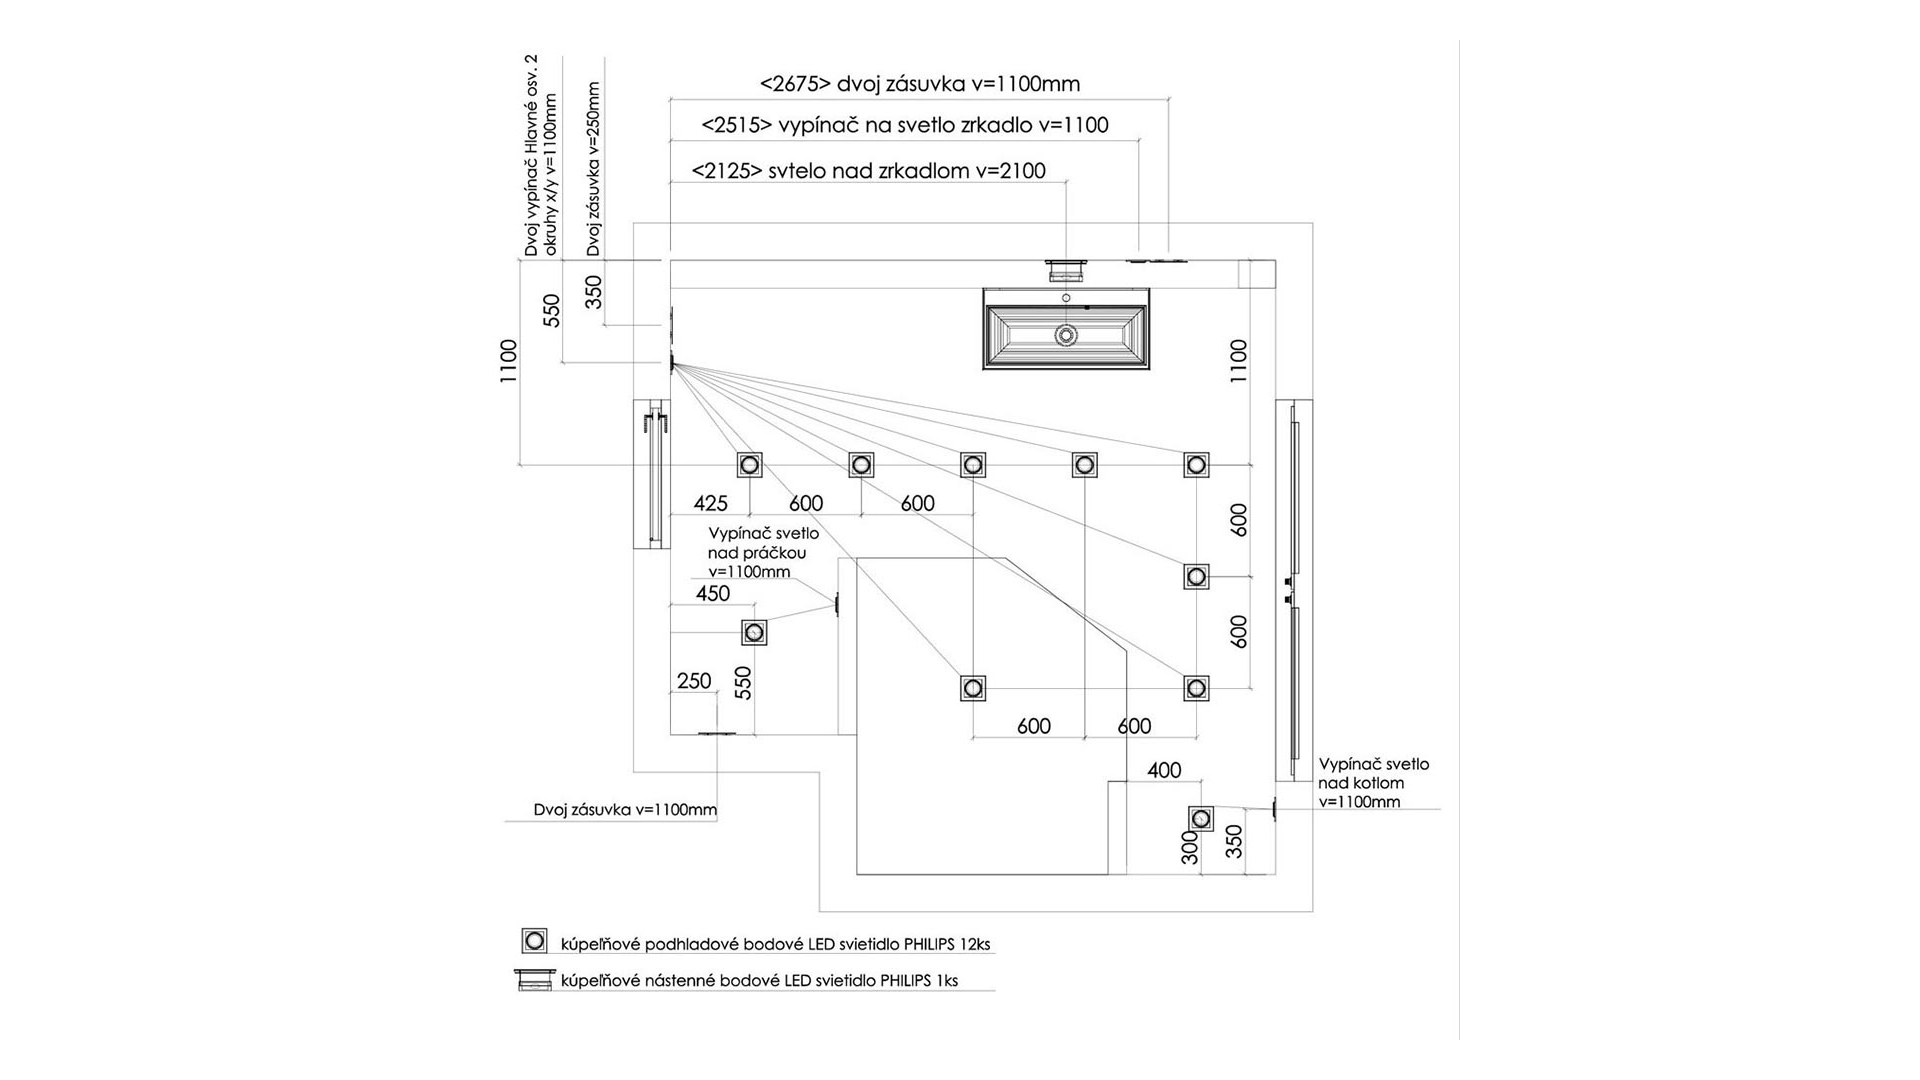 <2675> dvoj zásuvka v=1100mm
<2515> vypínač na svetlo zrkadlo v=1100
<2125> svtelo nad zrkadlom v=2100
Dvoj vypínač Hlavné osv. 2
okruhy x/y v=1100mm
Dvoj zásuvka v=250mm
350
550
1100
1100
425
600
600
600
Vypínač svetlo
nad práčkou
v=1100mm
450
600
250
550
600
600
400
Vypínač svetlo
nad kotlom
v=1100mm
Dvoj zásuvka v=1100mm
300
350
kúpeľňové podhladové bodové LED svietidlo PHILIPS 12ks
kúpeľňové nástenné bodové LED svietidlo PHILIPS 1ks